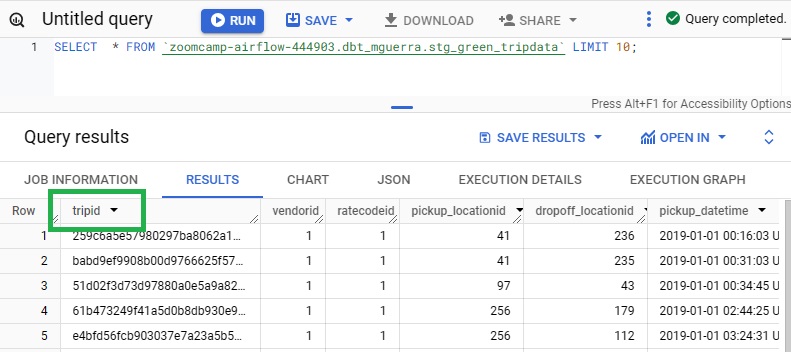 Untitled query RUN SAVE DOWNLOAD SHARE Query completed.
1 SELECT * FROM `zoomcamp-airflow-444903.dbt_mguerra.stg_green_tripdata` LIMIT 10;
Press Alt+F1 for Accessibility Options
Query results SAVE RESULTS OPEN IN
JOB INFORMATION RESULTS CHART JSON EXECUTION DETAILS EXECUTION GRAPH
Row tripid vendorid ratecodeid pickup_locationid dropoff_locationid pickup_datetime
1 259c6a5e57980297ba8062a1... 1 1 41 236 2019-01-01 00:16:03 U
2 babd9ef9908b00d9766625f57... 1 1 41 235 2019-01-01 00:31:03 U
3 51d02f3d73d97880a0e5a9a82... 1 1 97 43 2019-01-01 00:34:45 U
4 61b473249f41a5d0b8db930e9... 1 1 256 179 2019-01-01 02:44:25 U
5 e4bfd56fcb903037e7a23a5b5... 1 1 256 112 2019-01-01 03:24:31 U